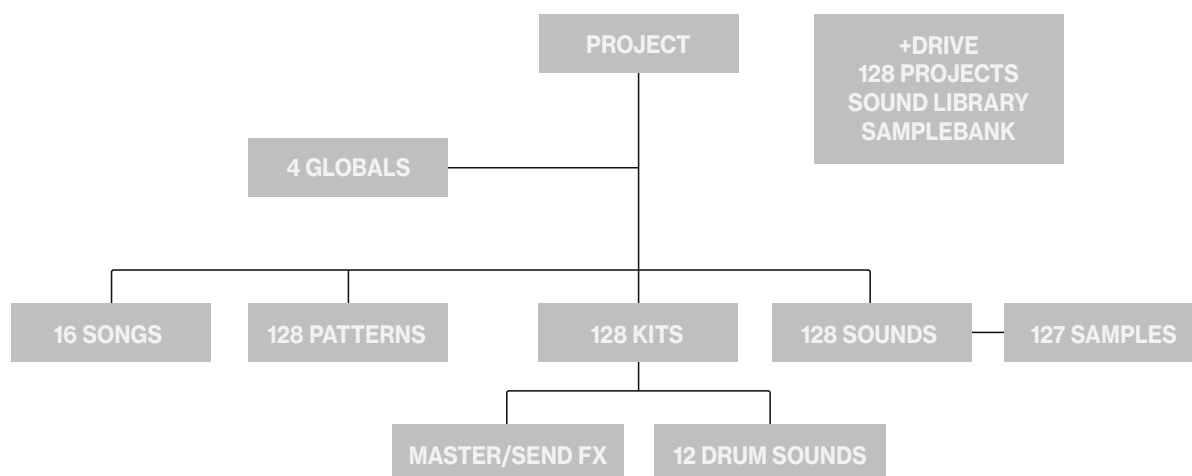 PROJECT
+DRIVE
128 PROJECTS
SOUND LIBRARY
SAMPLEBANK
4 GLOBALS
16 SONGS
128 PATTERNS
128 KITS
128 SOUNDS
127 SAMPLES
MASTER/SEND FX
12 DRUM SOUNDS